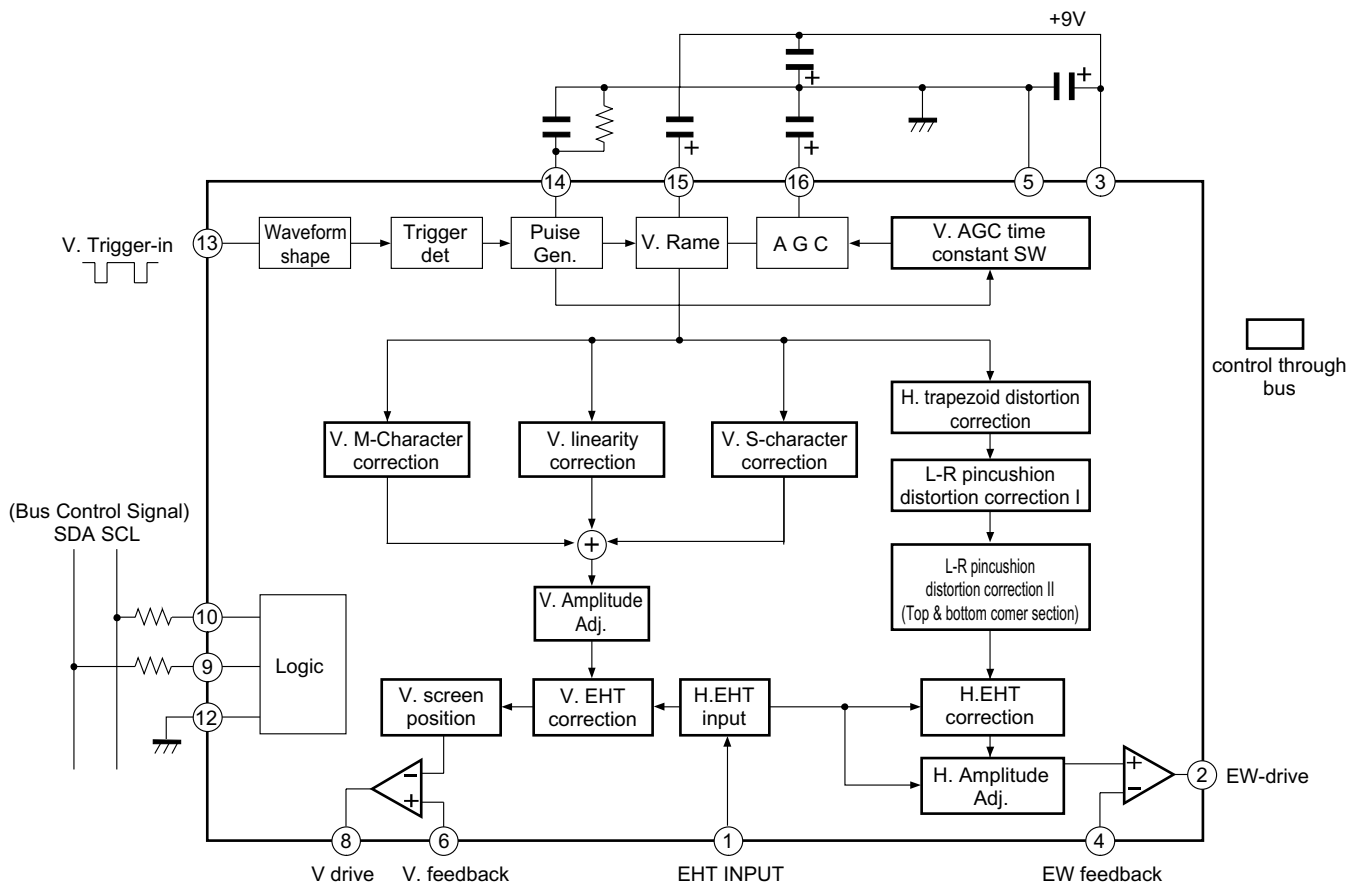 +9V
+
+
+
+
14
15
16
5
3
V. Trigger-in
13
Waveform
shape
Trigger
det
Puise
Gen.
V. Rame
A G C
V. AGC time
constant SW
control through
bus
V. M-Character
correction
V. linearity
correction
V. S-character
correction
H. trapezoid distortion
correction
L-R pincushion
distortion correction I
L-R pincushion
distortion correction II
(Top & bottom corner section)
(Bus Control Signal)
SDA SCL
+
V. Amplitude
Adj.
10
9
12
Logic
V. screen
position
V. EHT
correction
H.EHT
input
H.EHT
correction
H. Amplitude
Adj.
−
+
+
−
2
EW-drive
8
6
1
4
V drive
V. feedback
EHT INPUT
EW feedback